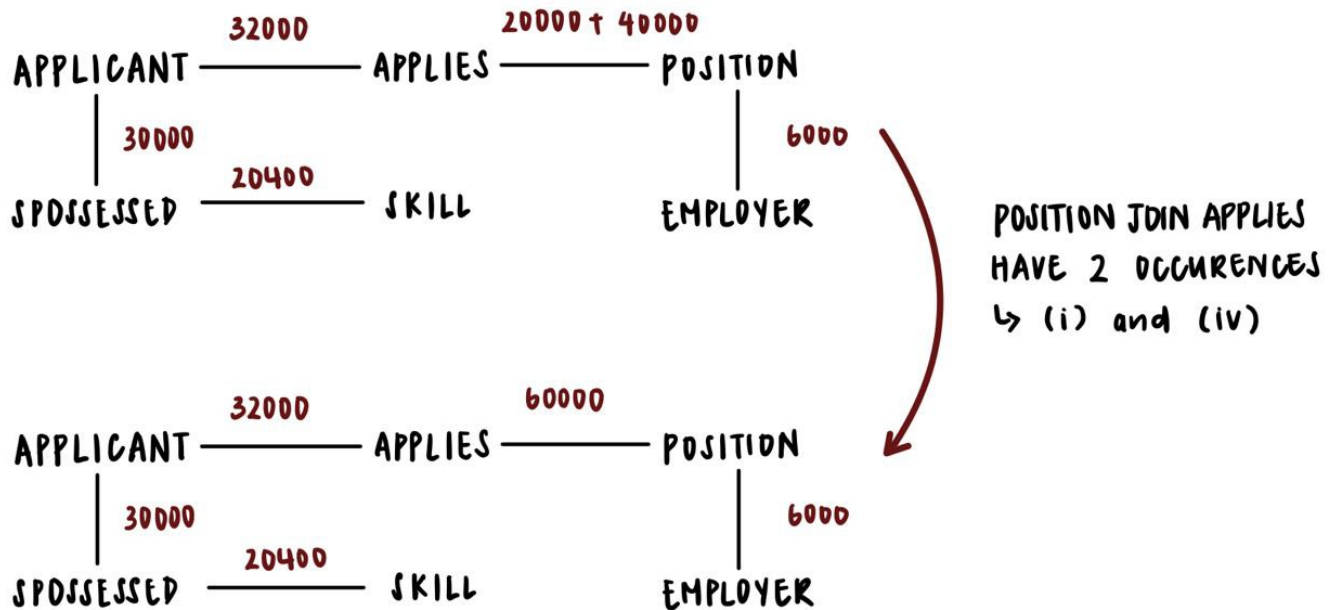 32000
20000 + 40000
APPLICANT
APPLIES
POSITION
30000
6000
20400
SPOSSESSED
SKILL
EMPLOYER
POSITION JOIN APPLIES
HAVE 2 OCCURENCES
↳ (i) and (iv)
32000
60000
APPLICANT
APPLIES
POSITION
30000
6000
20400
SPOSSESSED
SKILL
EMPLOYER